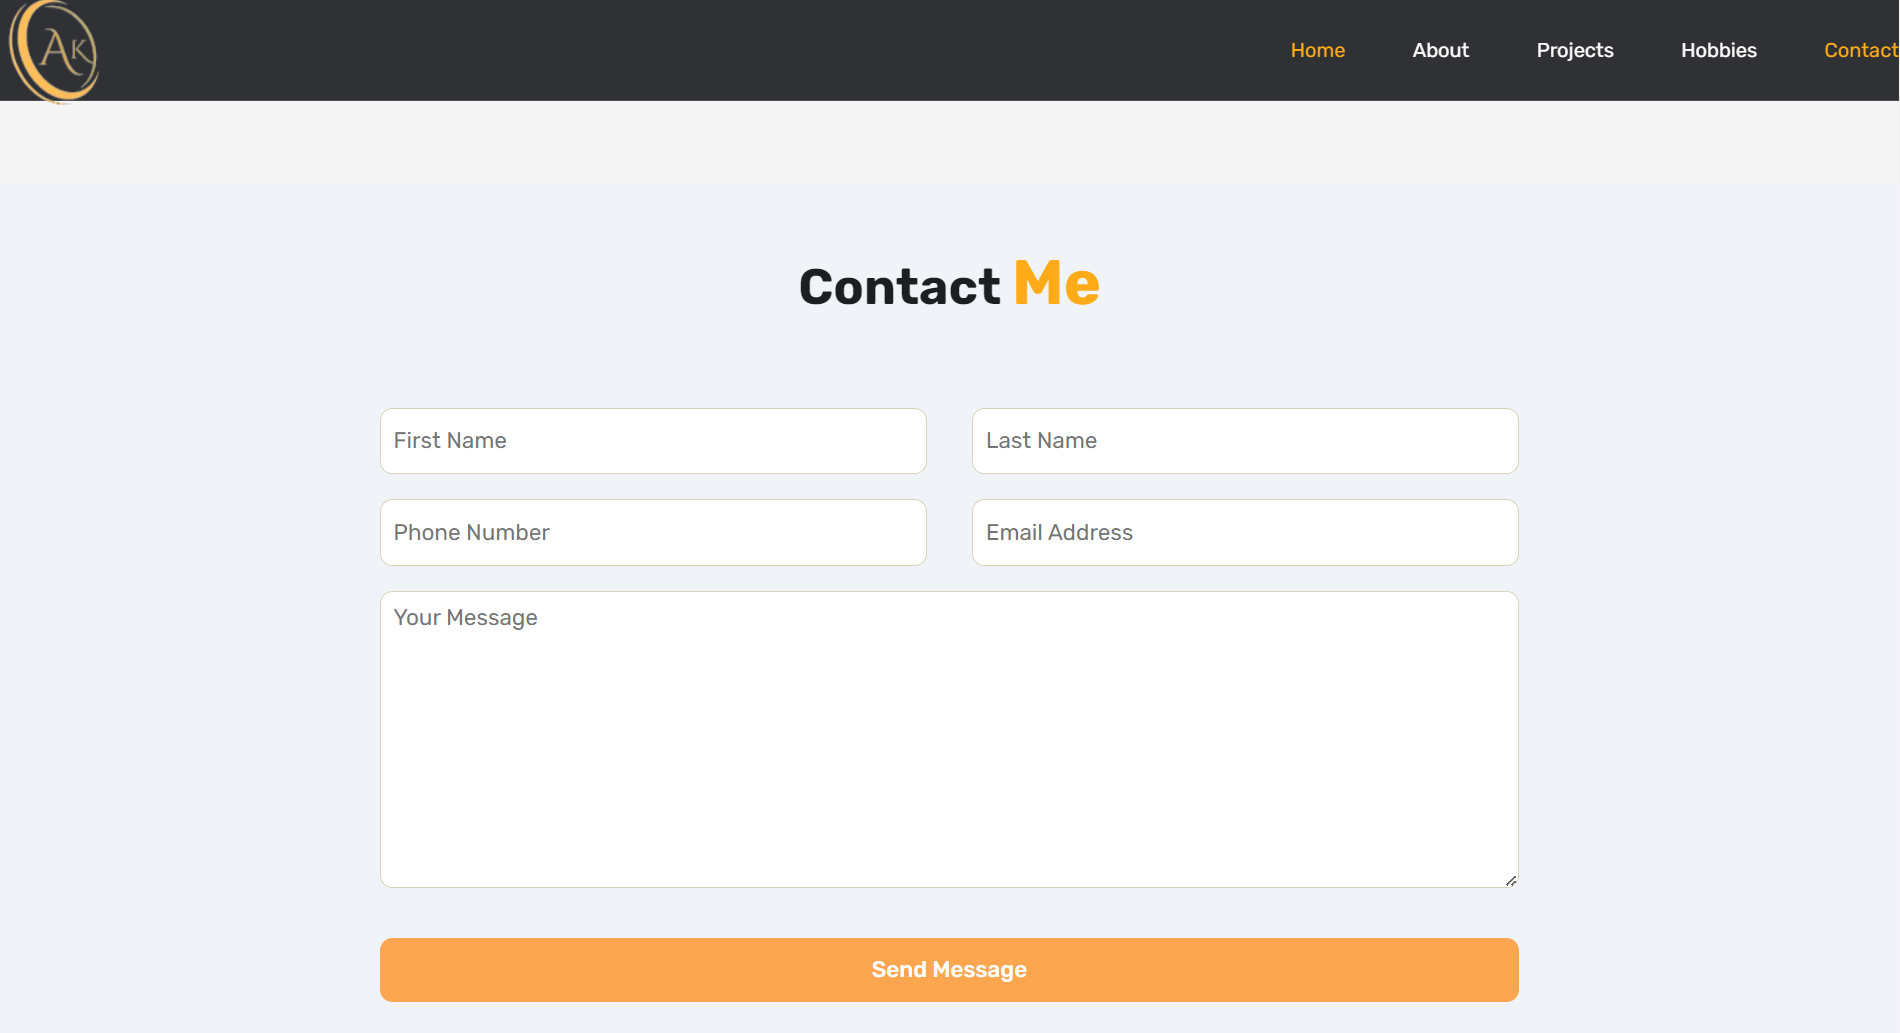 AK
Home About Projects Hobbies Contact
Contact Me
First Name Last Name
Phone Number Email Address
Your Message
Send Message